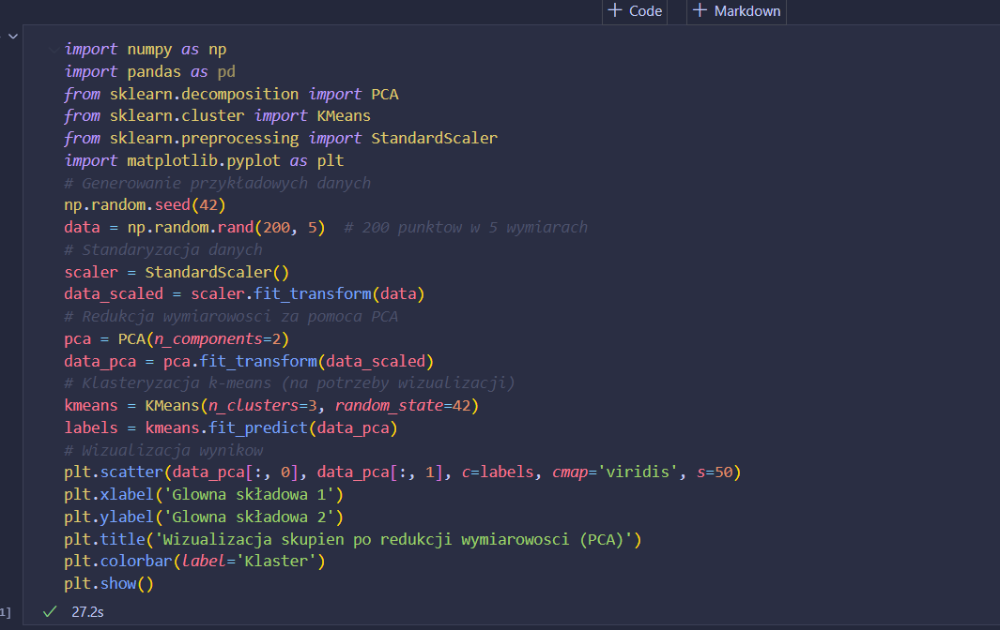 + Code + Markdown
import numpy as np
import pandas as pd
from sklearn.decomposition import PCA
from sklearn.cluster import KMeans
from sklearn.preprocessing import StandardScaler
import matplotlib.pyplot as plt
# Generowanie przykładowych danych
np.random.seed(42)
data = np.random.rand(200, 5)  # 200 punktow w 5 wymiarach
# Standaryzacja danych
scaler = StandardScaler()
data_scaled = scaler.fit_transform(data)
# Redukcja wymiarowosci za pomoca PCA
pca = PCA(n_components=2)
data_pca = pca.fit_transform(data_scaled)
# Klasteryzacja k-means (na potrzeby wizualizacji)
kmeans = KMeans(n_clusters=3, random_state=42)
labels = kmeans.fit_predict(data_pca)
# Wizualizacja wynikow
plt.scatter(data_pca[:, 0], data_pca[:, 1], c=labels, cmap='viridis', s=50)
plt.xlabel('Glowna składowa 1')
plt.ylabel('Glowna składowa 2')
plt.title('Wizualizacja skupien po redukcji wymiarowosci (PCA)')
plt.colorbar(label='Klaster')
plt.show()
1] 27.2s